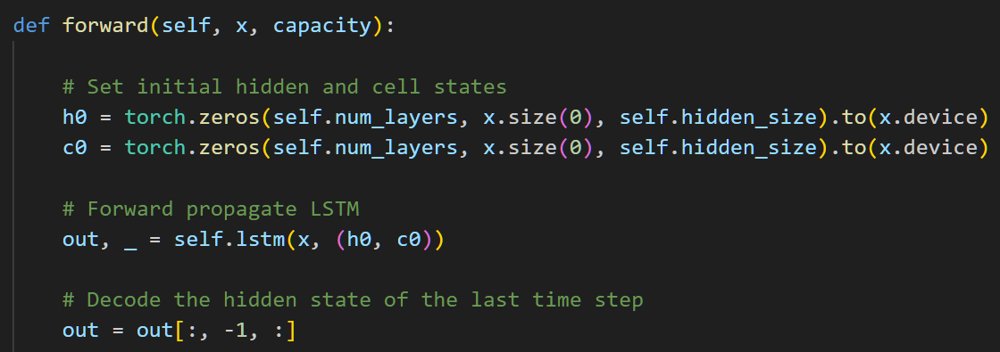 def forward(self, x, capacity):
# Set initial hidden and cell states
h0 = torch.zeros(self.num_layers, x.size(0), self.hidden_size).to(x.device)
c0 = torch.zeros(self.num_layers, x.size(0), self.hidden_size).to(x.device)
# Forward propagate LSTM
out, _ = self.lstm(x, (h0, c0))
# Decode the hidden state of the last time step
out = out[:, -1, :]